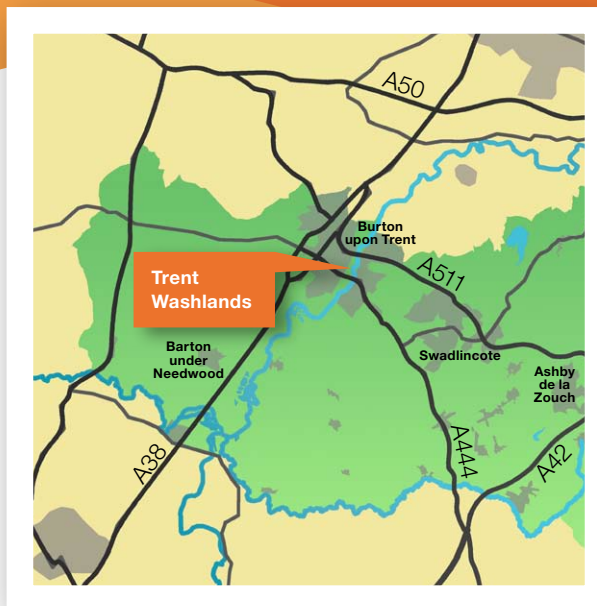 A50
Burton
upon Trent
Trent
Washlands
A511
Barton
under
Needwood
Swadlincote
Ashby
de la
Zouch
A38
A444
A42